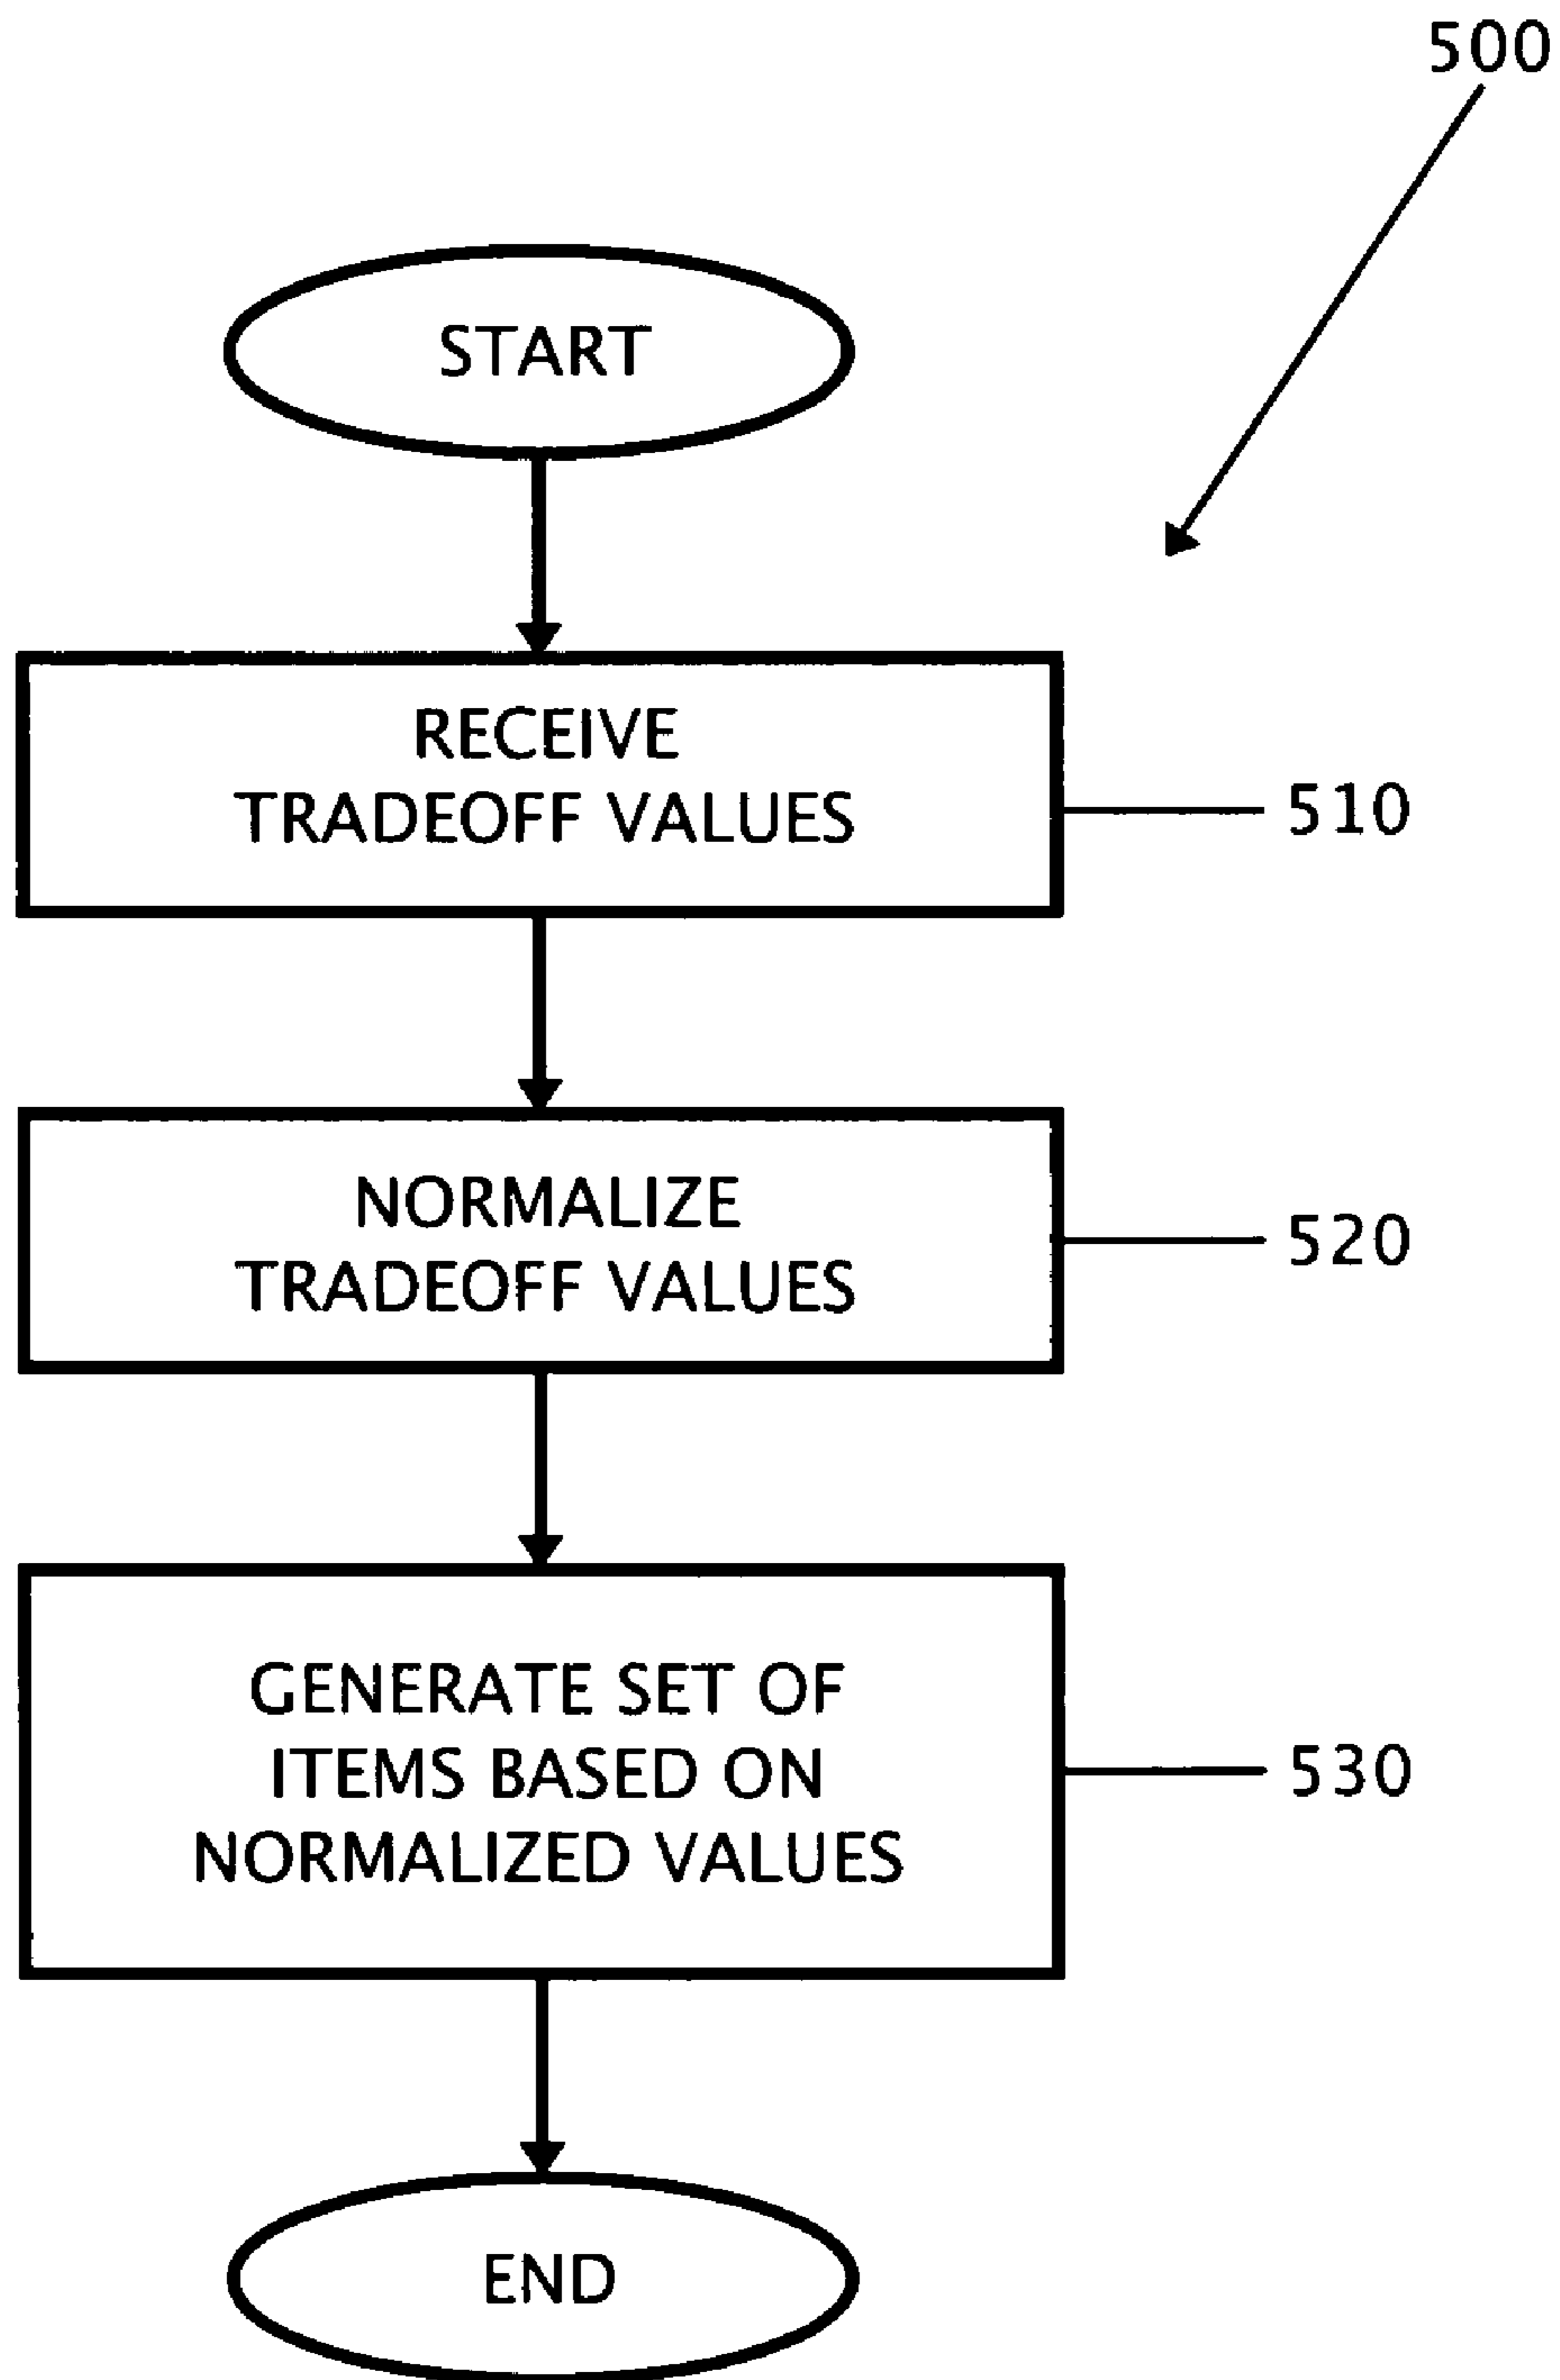 500
START
RECEIVE
TRADEOFF VALUES
510
NORMALIZE
TRADEOFF VALUES
520
GENERATE SET OF
ITEMS BASED ON
NORMALIZED VALUES
530
END